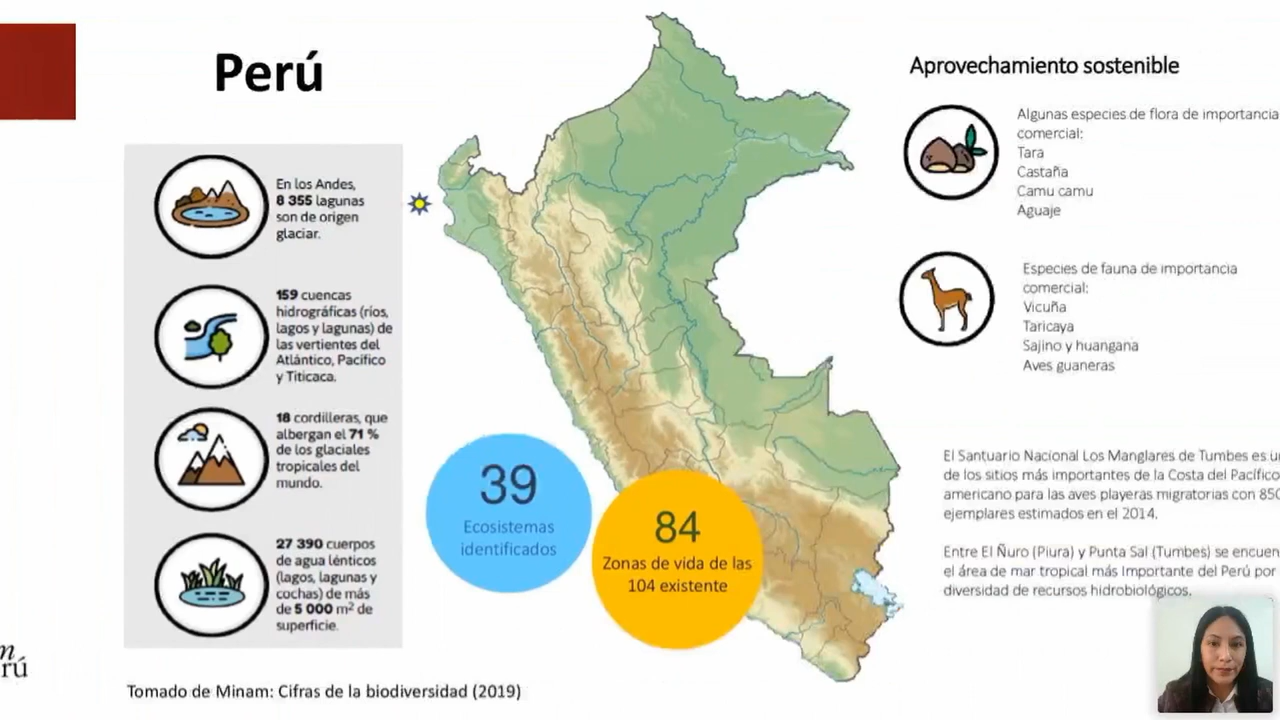 Perú
En los Andes,
8 355 lagunas
son de origen
glaciar.
159 cuencas
hidrográficas (ríos,
lagos y lagunas) de
las vertientes del
Atlántico, Pacífico
y Titicaca.
18 cordilleras, que
albergan el 71 %
de los glaciales
tropicales del
mundo.
27 390 cuerpos
de agua lénticos
(lagos, lagunas y
cochas) de más
de 5 000 m² de
superficie.
39
Ecosistemas
identificados
84
Zonas de vida de las
104 existente
Aprovechamiento sostenible
Algunas especies de flora de importancia
comercial:
Tara
Castaña
Camu camu
Aguaje
Especies de fauna de importancia
comercial:
Vicuña
Taricaya
Sajino y huangana
Aves guaneras
El Santuario Nacional Los Manglares de Tumbes es
de los sitios más importantes de la Costa del Pacífico
americano para las aves playeras migratorias con
ejemplares estimados en el 2014.
Entre El Ñuro (Piura) y Punta Sal (Tumbes) se
el área de mar tropical más Importante del Perú por
diversidad de recursos hidrobiológicos.
rú
Tomado de Minam: Cifras de la biodiversidad (2019)